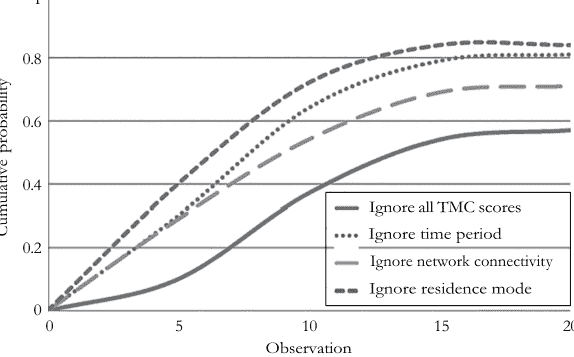 1
0.8
0.6
0.4
0.2
0
Cumulative probability
0
5
10
15
20
Observation
Ignore all TMC scores
Ignore time period
Ignore network connectivity
Ignore residence mode